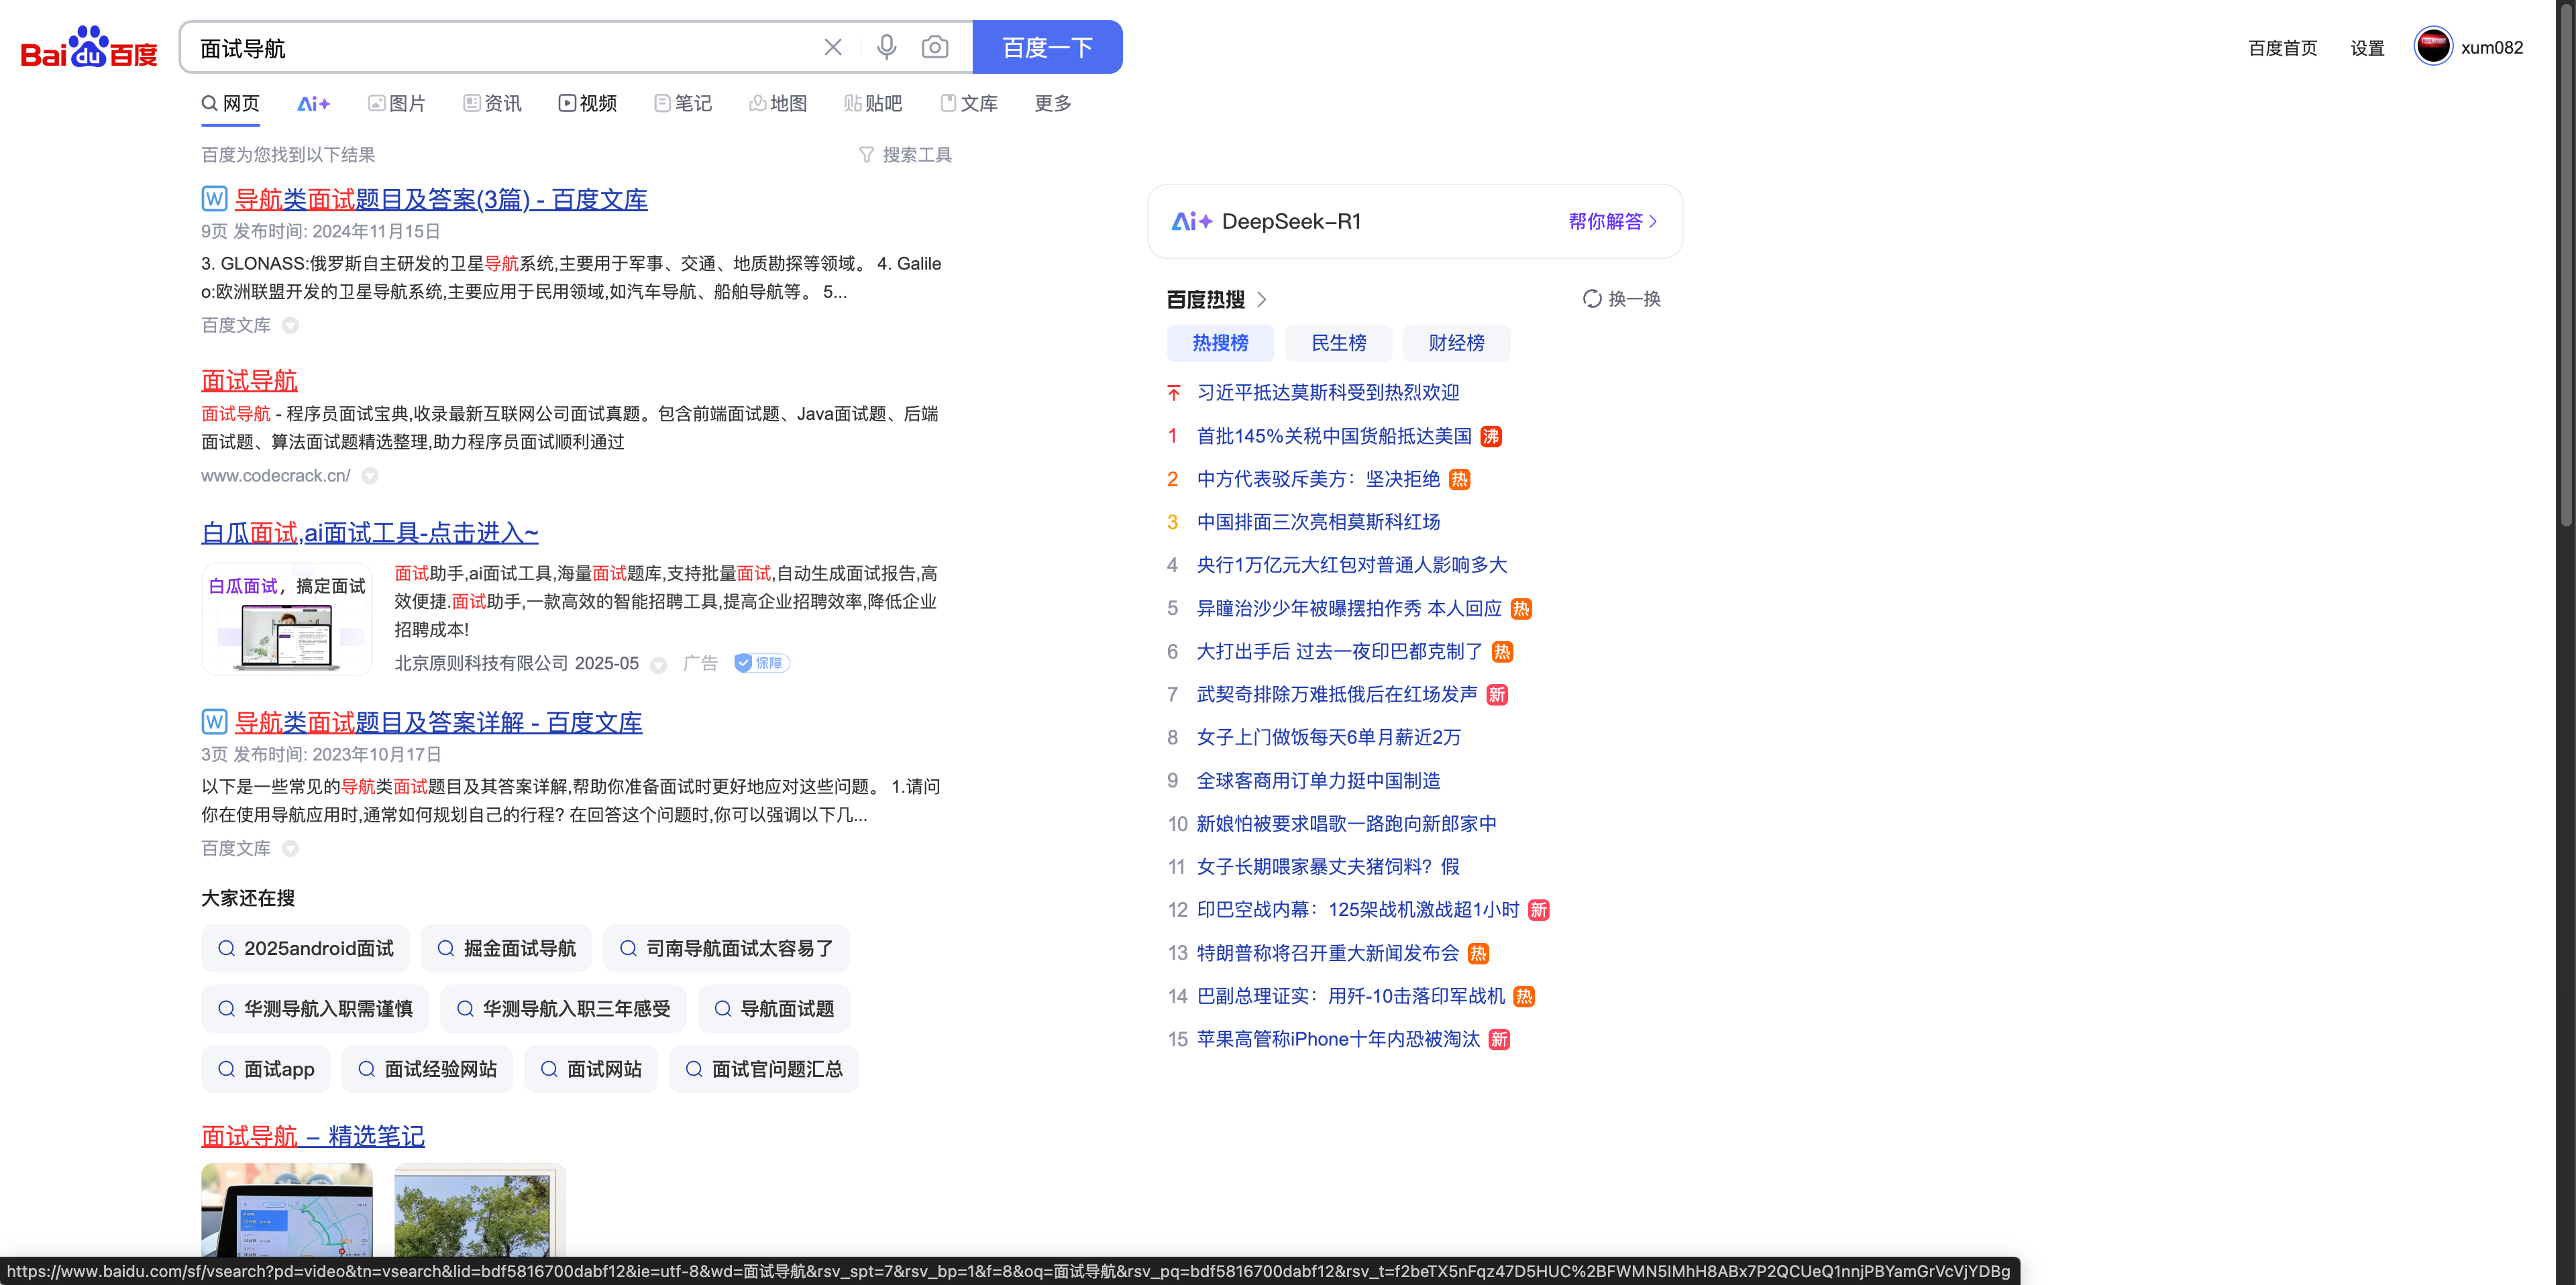 Bai du 百度
面试导航
百度一下
百度首页
设置
xum082
网页
Ai+
图片
资讯
视频
笔记
地图
贴吧
文库
更多
百度为您找到以下结果
搜索工具
导航类面试题目及答案(3篇) - 百度文库
9页 发布时间: 2024年11月15日
3. GLONASS:俄罗斯自主研发的卫星导航系统,主要用于军事、交通、地质勘探等领域。 4. Galile
o:欧洲联盟开发的卫星导航系统,主要应用于民用领域,如汽车导航、船舶导航等。 5...
百度文库
面试导航
面试导航 - 程序员面试宝典,收录最新互联网公司面试真题。包含前端面试题、Java面试题、后端
面试题、算法面试题精选整理,助力程序员面试顺利通过
www.codecrack.cn/
白瓜面试,ai面试工具-点击进入~
白瓜面试，搞定面试
面试助手,ai面试工具,海量面试题库,支持批量面试,自动生成面试报告,高
效便捷.面试助手,一款高效的智能招聘工具,提高企业招聘效率,降低企业
招聘成本!
北京原则科技有限公司 2025-05 广告 保障
导航类面试题目及答案详解 - 百度文库
3页 发布时间: 2023年10月17日
以下是一些常见的导航类面试题目及其答案详解,帮助你准备面试时更好地应对这些问题。 1.请问
你在使用导航应用时,通常如何规划自己的行程? 在回答这个问题时,你可以强调以下几...
百度文库
大家还在搜
2025android面试
掘金面试导航
司南导航面试太容易了
华测导航入职需谨慎
华测导航入职三年感受
导航面试题
面试app
面试经验网站
面试网站
面试官问题汇总
面试导航 – 精选笔记
Ai+ DeepSeek-R1
帮你解答
百度热搜
换一换
热搜榜
民生榜
财经榜
习近平抵达莫斯科受到热烈欢迎
1 首批145%关税中国货船抵达美国 沸
2 中方代表驳斥美方：坚决拒绝 热
3 中国排面三次亮相莫斯科红场
4 央行1万亿元大红包对普通人影响多大
5 异瞳治沙少年被曝摆拍作秀 本人回应 热
6 大打出手后 过去一夜印巴都克制了 热
7 武契奇排除万难抵俄后在红场发声 新
8 女子上门做饭每天6单月薪近2万
9 全球客商用订单力挺中国制造
10 新娘怕被要求唱歌一路跑向新郎家中
11 女子长期喂家暴丈夫猪饲料？假
12 印巴空战内幕：125架战机激战超1小时 新
13 特朗普称将召开重大新闻发布会 热
14 巴副总理证实：用歼-10击落印军战机 热
15 苹果高管称iPhone十年内恐被淘汰 新
https://www.baidu.com/sf/vsearch?pd=video&tn=vsearch&lid=bdf5816700dabf12&ie=utf-8&wd=面试导航&rsv_spt=7&rsv_bp=1&f=8&oq=面试导航&rsv_pq=bdf5816700dabf12&rsv_t=f2beTX5nFqz47D5HUC%2BFWMN5IMhH8ABx7P2QCUeQ1nnjPBYamGrVcVjYDBg